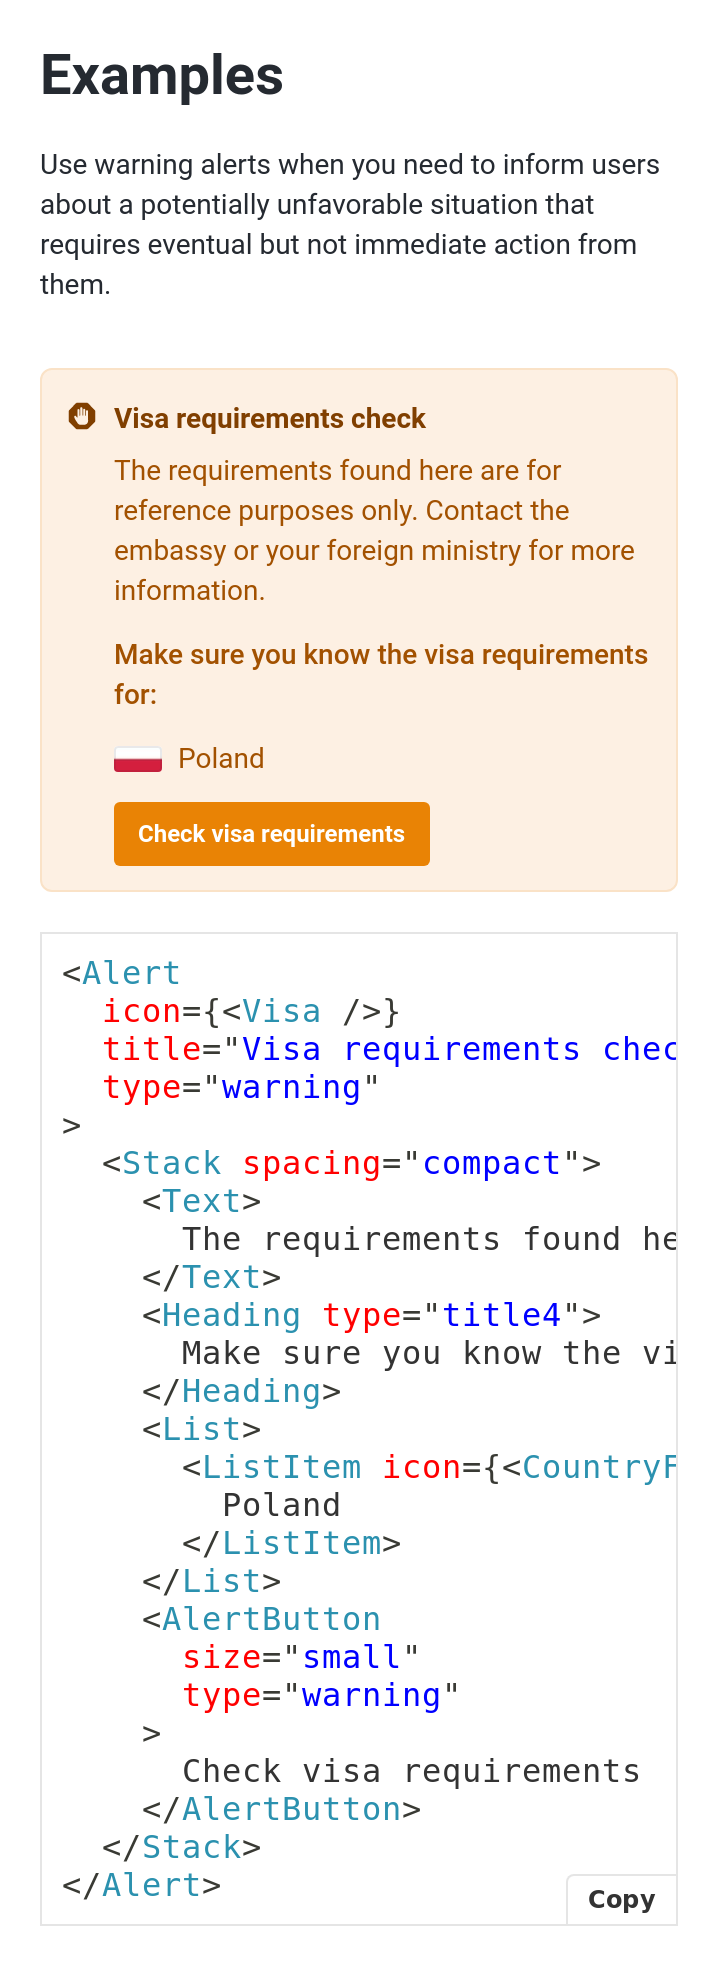 Examples
Use warning alerts when you need to inform users
about a potentially unfavorable situation that
requires eventual but not immediate action from
them.
Visa requirements check
The requirements found here are for
reference purposes only. Contact the
embassy or your foreign ministry for more
information.
Make sure you know the visa requirements
for:
Poland
Check visa requirements
<Alert
  icon={<Visa />}
  title="Visa requirements chec
  type="warning"
>
  <Stack spacing="compact">
    <Text>
      The requirements found he
    </Text>
    <Heading type="title4">
      Make sure you know the vi
    </Heading>
    <List>
      <ListItem icon={<CountryF
        Poland
      </ListItem>
    </List>
    <AlertButton
      size="small"
      type="warning"
    >
      Check visa requirements
    </AlertButton>
  </Stack>
</Alert>
Copy